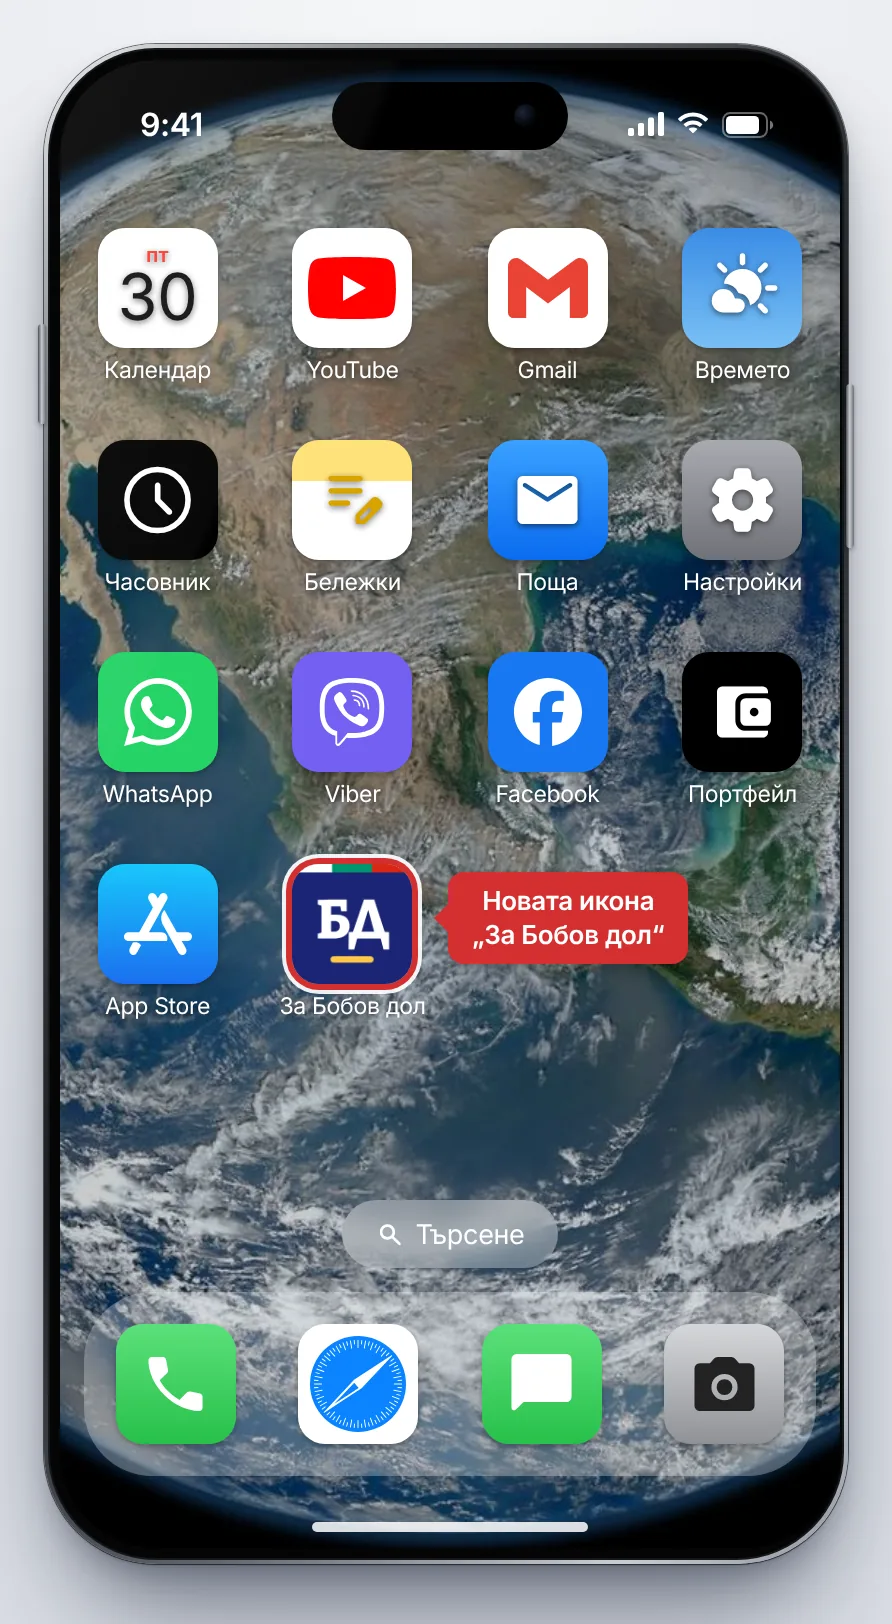 9:41
ПТ
30
Календар
YouTube
Gmail
Времето
Часовник
Бележки
Поща
Настройки
WhatsApp
Viber
Facebook
Портфейл
App Store
БД
За Бобов дол
Новата икона
„За Бобов дол“
Търсене